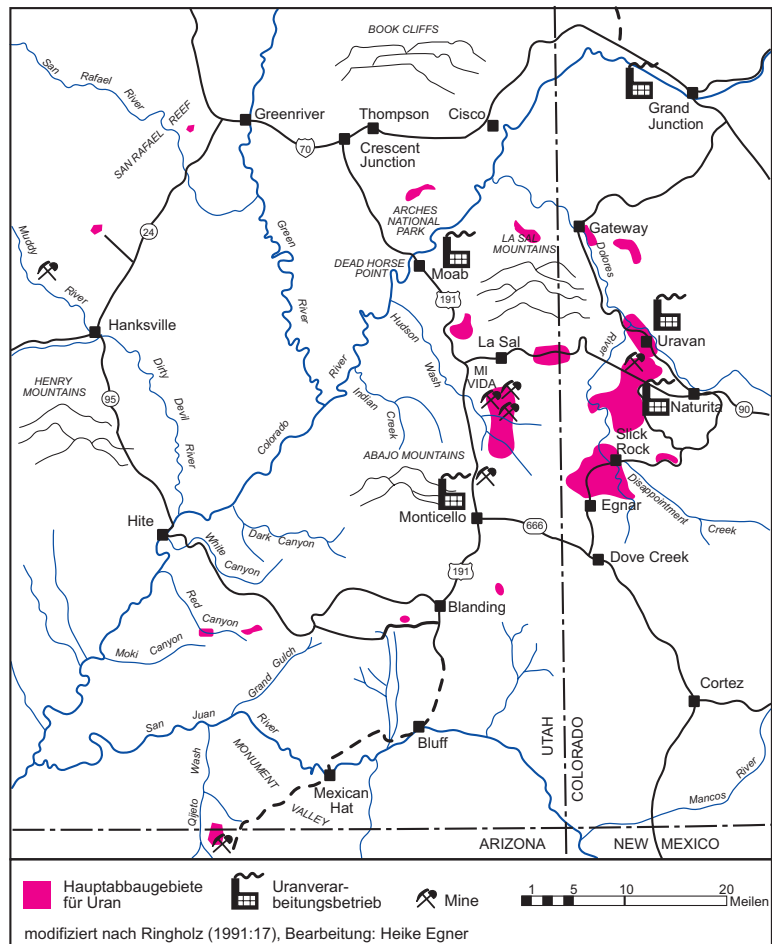 BOOK CLIFFS
San Rafael River
SAN RAFAEL REEF
Greenriver
Thompson
Cisco
Grand
Junction
70
Crescent
Junction
Muddy River
24
Green River
ARCHES
NATIONAL
PARK
LA SAL
MOUNTAINS
Gateway
Dolores River
DEAD HORSE
POINT
Moab
191
Hanksville
Hudson Wash
La Sal
Uravan
HENRY
MOUNTAINS
95
Dirty Devil River
Colorado River
Indian
Creek
MI
VIDA
Naturita
90
ABAJO MOUNTAINS
Slick
Rock
Disappointment Creek
Monticello
Egnar
Hite
Dark Canyon
White Canyon
666
Dove Creek
191
Red Canyon
Blanding
Moki Canyon
Grand Gulch
Cortez
San Juan River
Bluff
UTAH
COLORADO
MONUMENT VALLEY
Mexican
Hat
Mancos River
Oijeto Wash
ARIZONA
NEW MEXICO
Hauptabbaugebiete
für Uran
Uranverar-
beitungsbetrieb
Mine
1 5 10 20
Meilen
modifiziert nach Ringholz (1991:17), Bearbeitung: Heike Egner